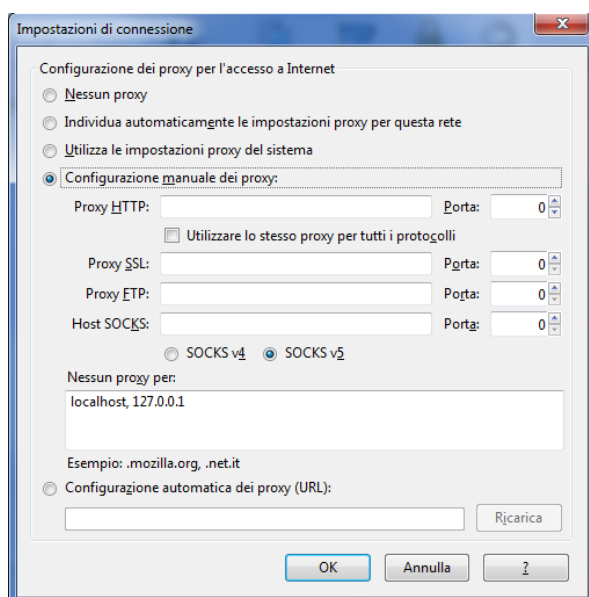 Impostazioni di connessione
Configurazione dei proxy per l'accesso a Internet
Nessun proxy
Individua automaticamente le impostazioni proxy per questa rete
Utilizza le impostazioni proxy del sistema
Configurazione manuale dei proxy:
Proxy HTTP: Porta: 0
Utilizzare lo stesso proxy per tutti i protocolli
Proxy SSL: Porta: 0
Proxy FTP: Porta: 0
Host SOCKS: Porta: 0
SOCKS v4 SOCKS v5
Nessun proxy per:
localhost, 127.0.0.1
Esempio: .mozilla.org, .net.it
Configurazione automatica dei proxy (URL):
Ricarica
OK Annulla ?